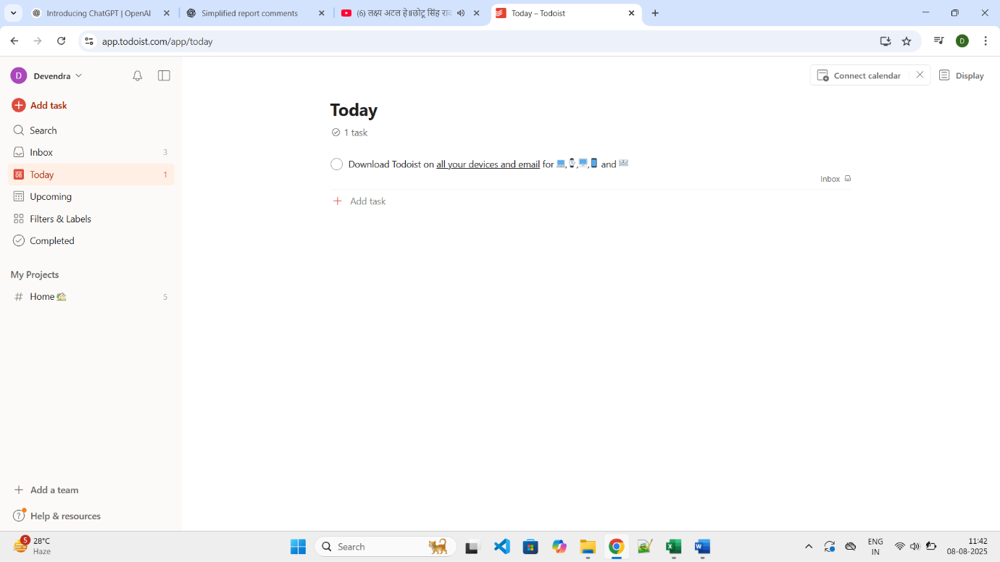 Introducing ChatGPT | OpenAI
Simplified report comments
(6) लक्ष्य अटल हे॥छोटू सिंह राव
Today – Todoist
app.todoist.com/app/today
D
D
Devendra
Connect calendar
Display
Add task
Search
Inbox
3
08
Today
1
Upcoming
Filters & Labels
Completed
My Projects
# Home
5
Add a team
? Help & resources
Today
1 task
Download Todoist on all your devices and email for , , , and
Inbox
Add task
5
28°C
Haze
Search
ENG
IN
11:42
08-08-2025